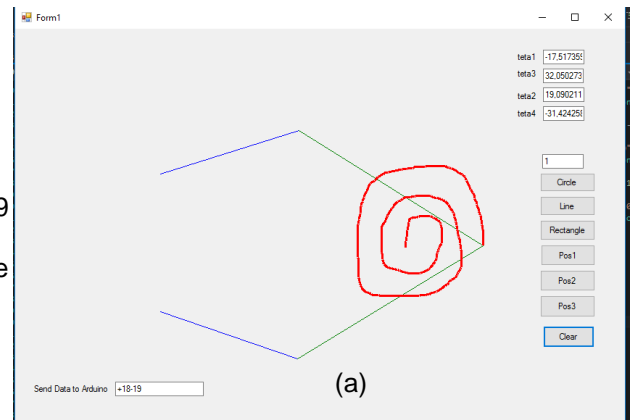 Form1
teta1 -17,517355
teta3 32,050273
teta2 19,090211
teta4 -31,424258
1
Circle
Line
Rectangle
Pos1
Pos2
Pos3
Clear
Send Data to Arduino +18-19
(a)
9
e